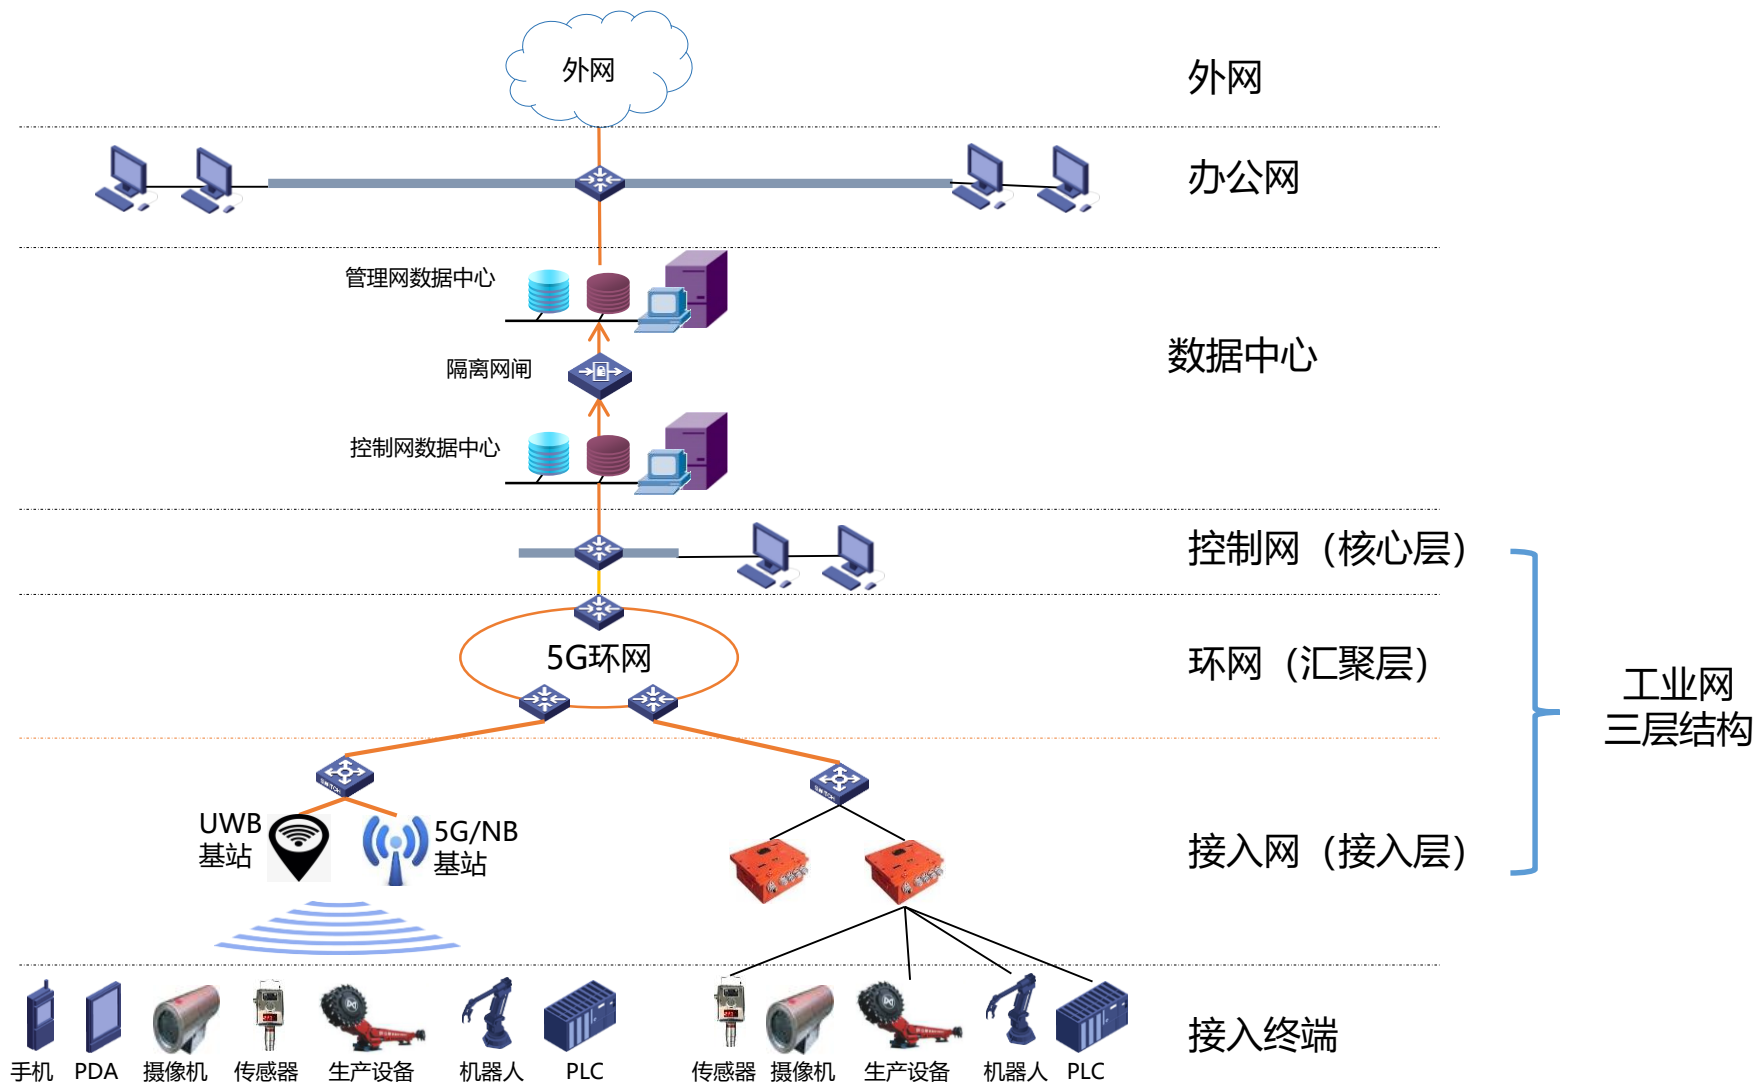 外网
外网
办公网
管理网数据中心
隔离网闸
数据中心
控制网数据中心
控制网（核心层）
5G环网
环网（汇聚层）
工业网
三层结构
UWB
基站
5G/NB
基站
接入网（接入层）
接入终端
手机
PDA
摄像机
传感器
生产设备
机器人
PLC
传感器
摄像机
生产设备
机器人
PLC